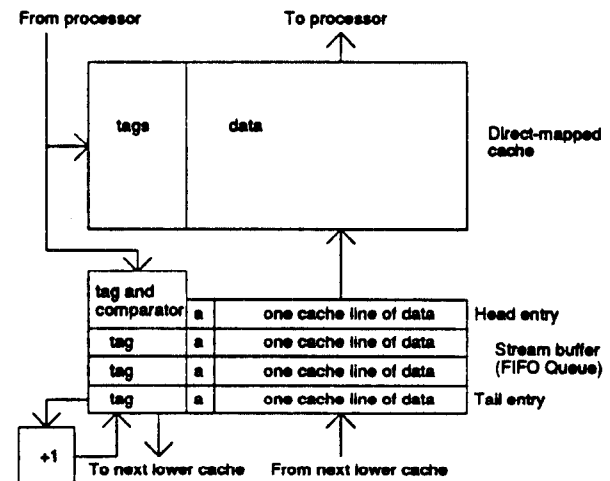 From processor
To processor
tags
data
Direct-mapped
cache
tag and
comparator
a
one cache line of data
Head entry
tag
a
one cache line of data
Stream buffer
(FIFO Queue)
tag
a
one cache line of data
tag
a
one cache line of data
Tail entry
+1
To next lower cache
From next lower cache